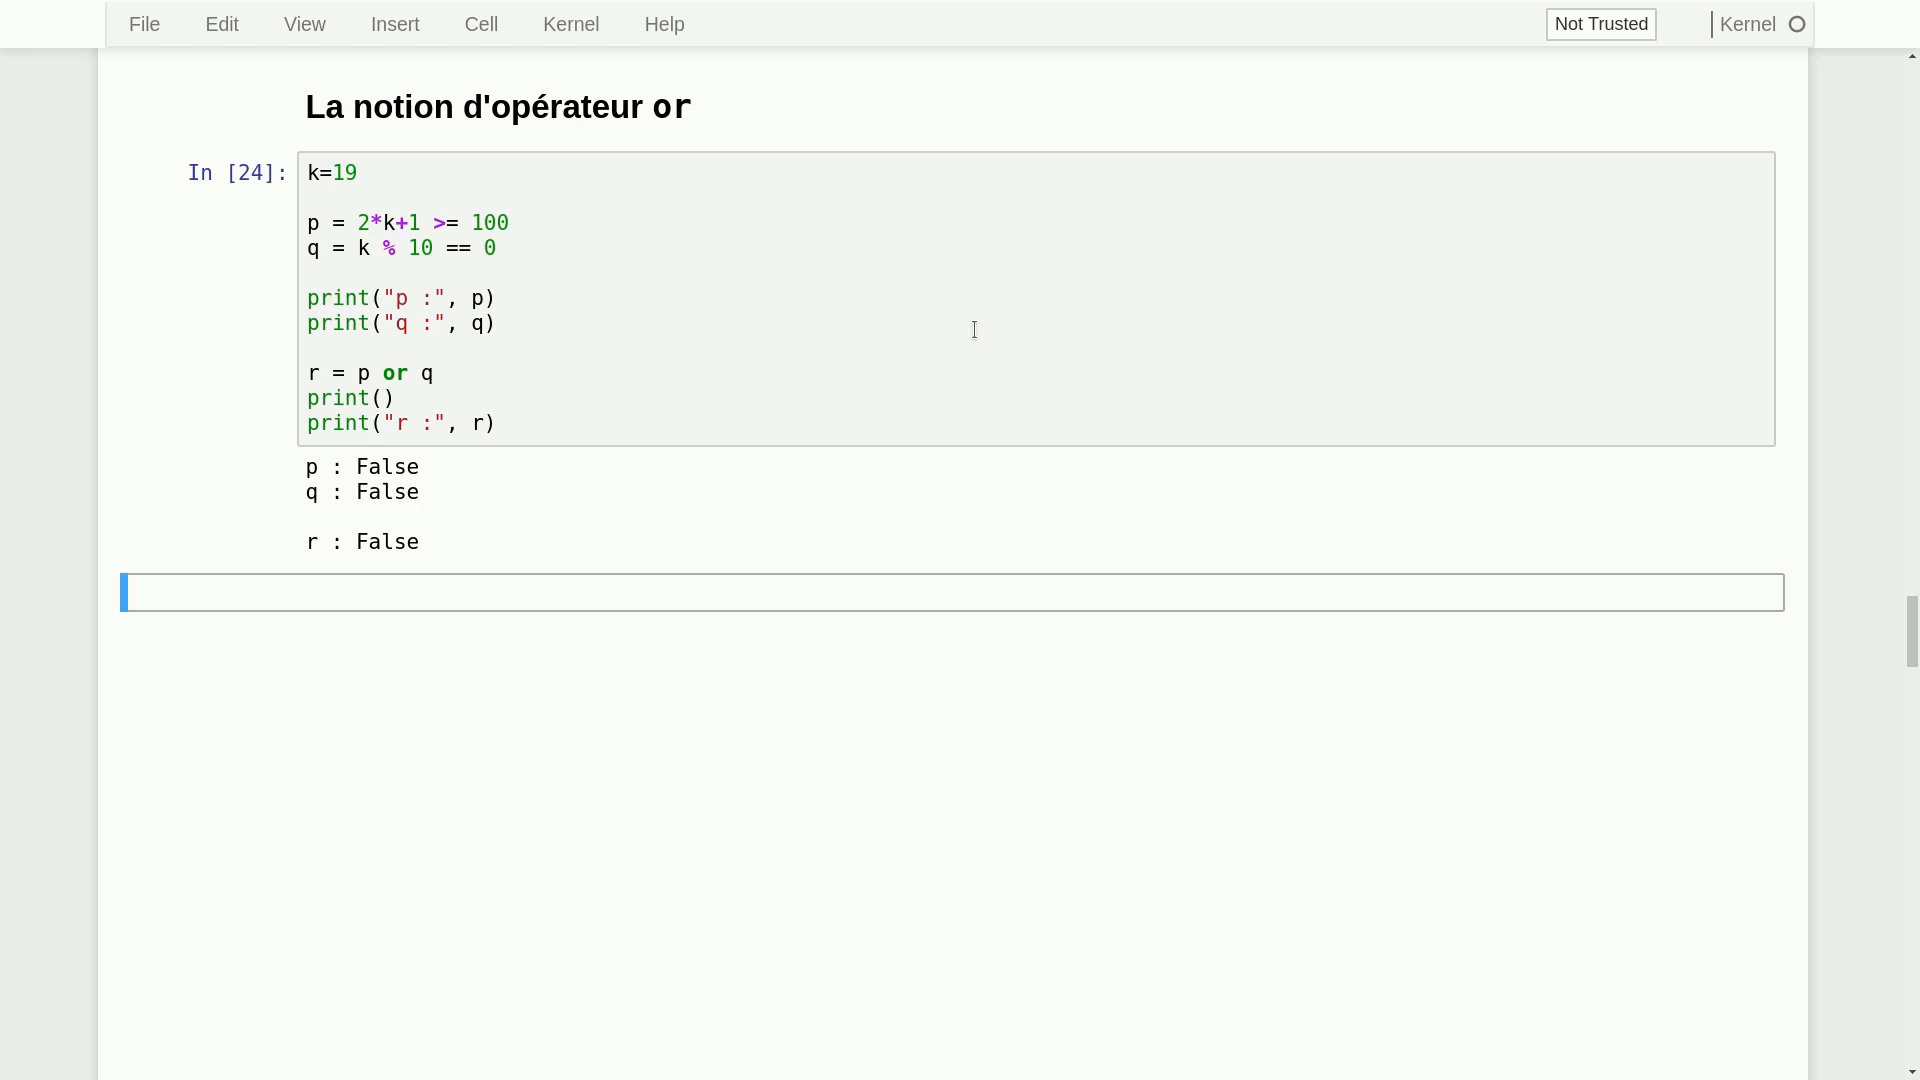 File Edit View Insert Cell Kernel Help Not Trusted Kernel
La notion d'opérateur or
In [24]: k=19
p = 2*k+1 >= 100
q = k % 10 == 0
print("p :", p)
print("q :", q)
r = p or q
print()
print("r :", r)
p : False
q : False
r : False